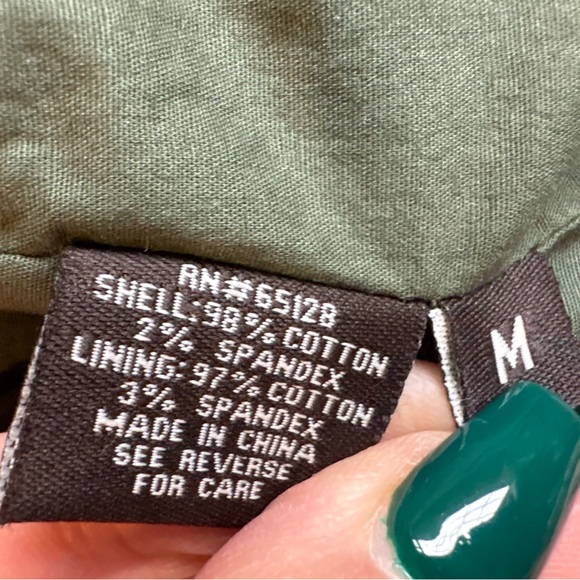 RN#65128
SHELL: 98% COTTON
2% SPANDEX
LINING: 97% COTTON
3% SPANDEX
MADE IN CHINA
SEE REVERSE
FOR CARE
M